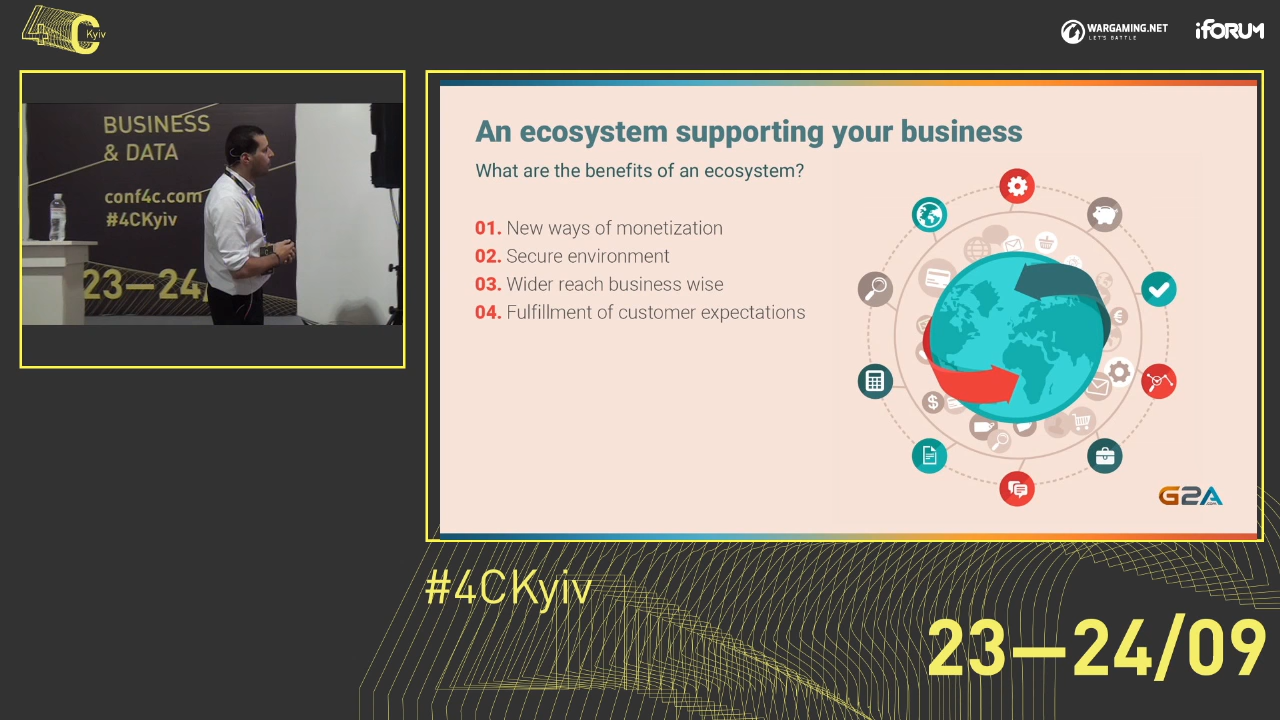 4C Kyiv
WARGAMING.NET
LET'S BATTLE
iFORUM
BUSINESS
& DATA
conf4c.com
#4CKyiv
23—24/
An ecosystem supporting your business
What are the benefits of an ecosystem?
01. New ways of monetization
02. Secure environment
03. Wider reach business wise
04. Fulfillment of customer expectations
$
€
G2A
#4CKyiv
23—24/09